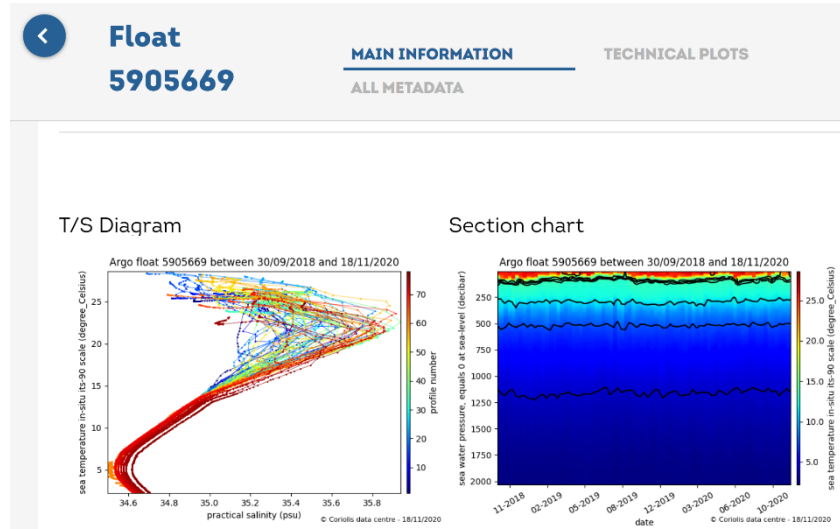 Float
5905669
MAIN INFORMATION
TECHNICAL PLOTS
ALL METADATA
T/S Diagram
Section chart
Argo float 5905669 between 30/09/2018 and 18/11/2020
sea temperature in-situ its-90 scale (degree_Celsius)
25
20
15
10
5
34.6 34.8 35.0 35.2 35.4 35.6 35.8
practical salinity (psu)
70
60
50
40
30
20
10
profile number
© Coriolis data centre - 18/11/2020
Argo float 5905669 between 30/09/2018 and 18/11/2020
sea water pressure, equals 0 at sea-level (decibar)
250
500
750
1000
1250
1500
1750
2000
11-2018 02-2019 05-2019 08-2019 12-2019 03-2020 06-2020 10-2020
date
25.0
20.0
15.0
10.0
5.0
sea temperature in-situ its-90 scale (degree_Celsius)
© Coriolis data centre - 18/11/2020